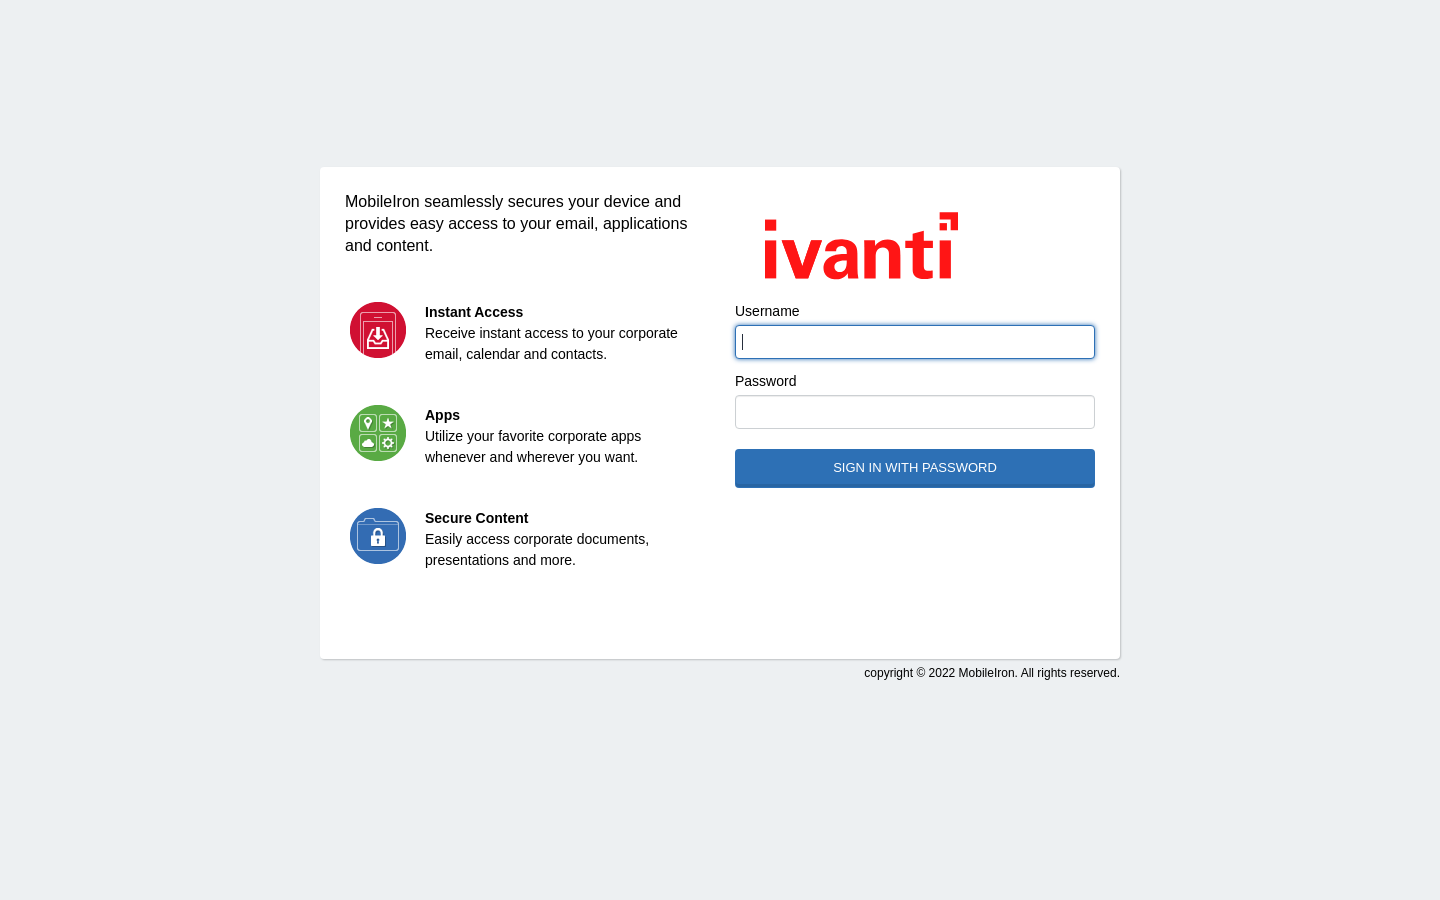 MobileIron seamlessly secures your device and
provides easy access to your email, applications
and content.
Instant Access
Receive instant access to your corporate
email, calendar and contacts.
Apps
Utilize your favorite corporate apps
whenever and wherever you want.
Secure Content
Easily access corporate documents,
presentations and more.
ivanti
Username
Password
SIGN IN WITH PASSWORD
copyright © 2022 MobileIron. All rights reserved.